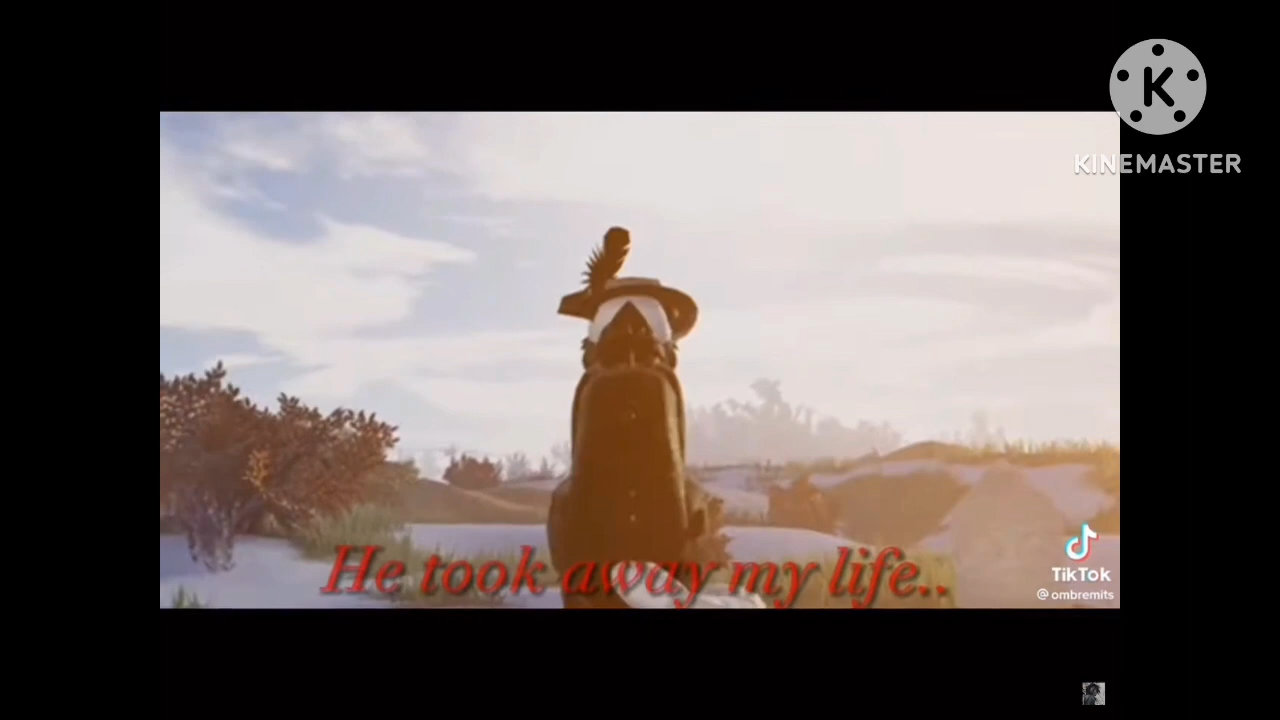 K
KINEMASTER
He took away my life..
TikTok
@ombremits